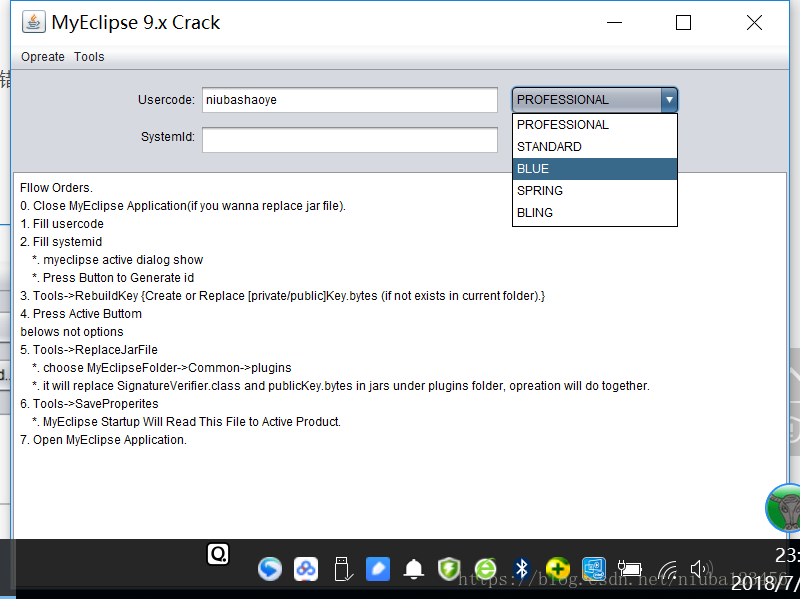 MyEclipse 9.x Crack
Opreate Tools
错
Usercode: niubashaoye PROFESSIONAL
SystemId:
PROFESSIONAL
STANDARD
BLUE
SPRING
BLING
Fllow Orders.
0. Close MyEclipse Application(if you wanna replace jar file).
1. Fill usercode
2. Fill systemid
*. myeclipse active dialog show
*. Press Button to Generate id
3. Tools->RebuildKey {Create or Replace [private/public]Key.bytes (if not exists in current folder).}
4. Press Active Buttom
belows not options
5. Tools->ReplaceJarFile
*. choose MyEclipseFolder->Common->plugins
*. it will replace SignatureVerifier.class and publicKey.bytes in jars under plugins folder, opreation will do together.
6. Tools->SaveProperites
*. MyEclipse Startup Will Read This File to Active Product.
7. Open MyEclipse Application.
d..
Q
23:
https://blog.csdn.net/niuba123456
2018/7/